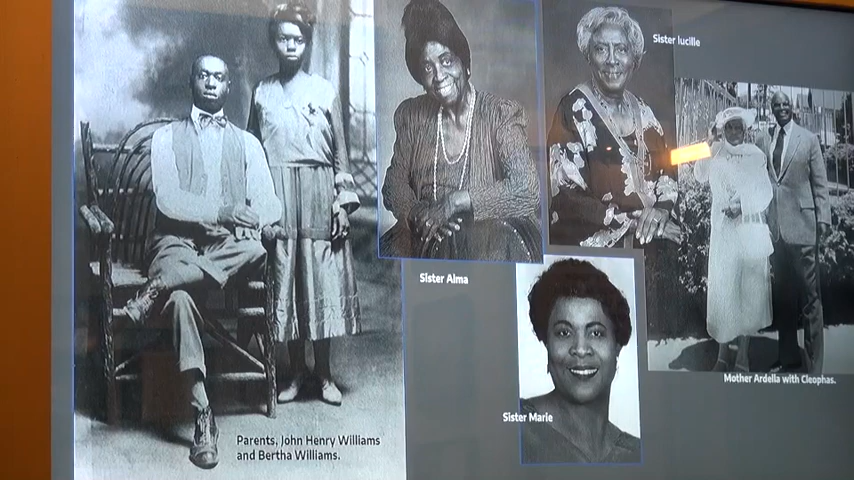 Sister lucille
Sister Alma
Mother Ardella with Cleophas.
Sister Marie
Parents, John Henry Williams
and Bertha Williams.